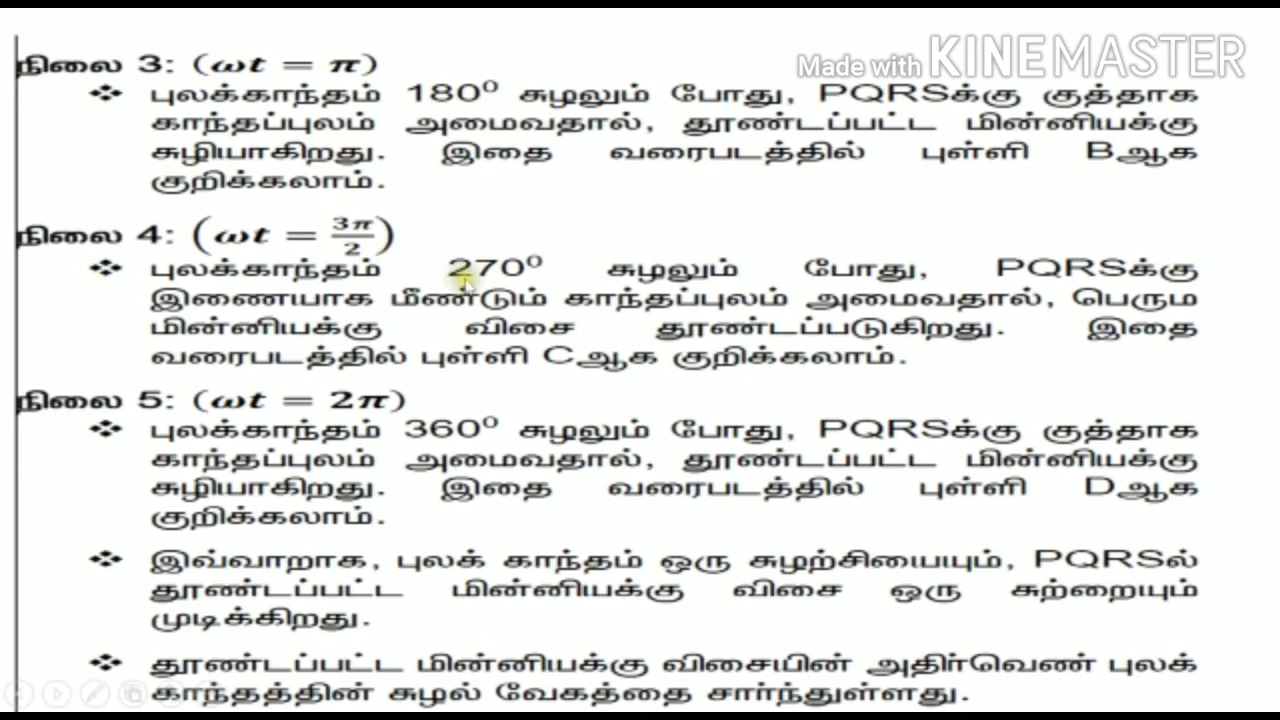 Made with KINEMASTER
நிலை 3: (ωt = π)
❖ புலக்காந்தம் 180⁰ சுழலும் போது, PQRSக்கு குத்தாக
காந்தப்புலம் அமைவதால், தூண்டப்பட்ட மின்னியக்கு
சுழியாகிறது. இதை வரைபடத்தில் புள்ளி Bஆக
குறிக்கலாம்.
நிலை 4: (ωt = 3π/2)
❖ புலக்காந்தம் 270⁰ சுழலும் போது, PQRSக்கு
இணையாக மீண்டும் காந்தப்புலம் அமைவதால், பெரும
மின்னியக்கு விசை தூண்டப்படுகிறது. இதை
வரைபடத்தில் புள்ளி Cஆக குறிக்கலாம்.
நிலை 5: (ωt = 2π)
❖ புலக்காந்தம் 360⁰ சுழலும் போது, PQRSக்கு குத்தாக
காந்தப்புலம் அமைவதால், தூண்டப்பட்ட மின்னியக்கு
சுழியாகிறது. இதை வரைபடத்தில் புள்ளி Dஆக
குறிக்கலாம்.
❖ இவ்வாறாக, புலக் காந்தம் ஒரு சுழற்சியையும், PQRSல்
தூண்டப்பட்ட மின்னியக்கு விசை ஒரு சுற்றையும்
முடிக்கிறது.
❖ தூண்டப்பட்ட மின்னியக்கு விசையின் அதிர்வெண் புலக்
காந்தத்தின் சுழல் வேகத்தை சார்ந்துள்ளது.